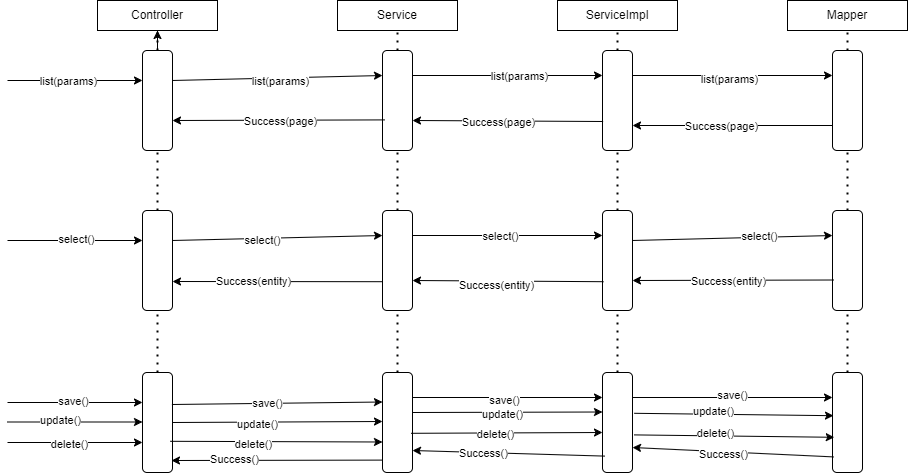 Controller
Service
ServiceImpl
Mapper
list(params)
list(params)
list(params)
list(params)
Success(page)
Success(page)
Success(page)
select()
select()
select()
select()
Success(entity)
Success(entity)
Success(entity)
save()
save()
save()
save()
update()
update()
update()
update()
delete()
delete()
delete()
delete()
Success()
Success()
Success()